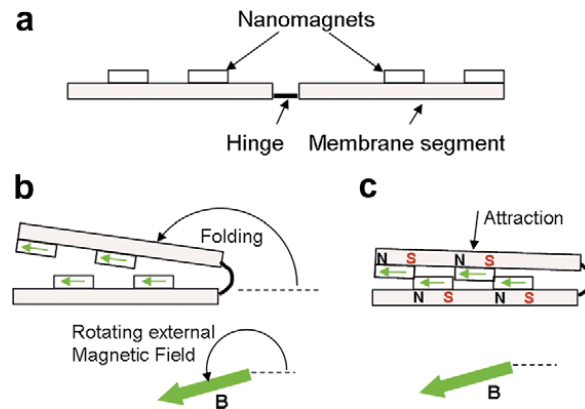 a
Nanomagnets
Hinge
Membrane segment
b
Folding
Rotating external
Magnetic Field
B
c
Attraction
N S N S
N S N S
B